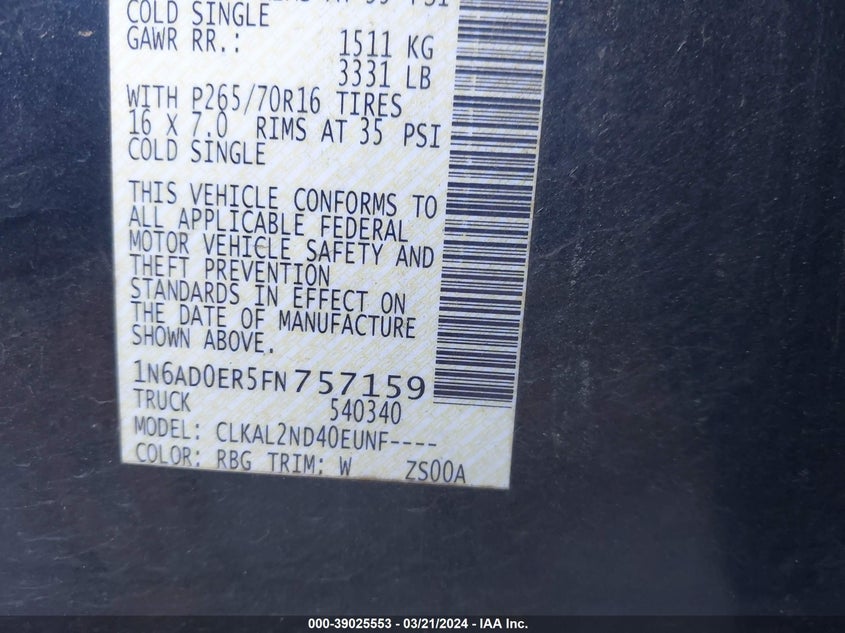 COLD SINGLE
GAWR RR.: 1511 KG
3331 LB
WITH P265/70R16 TIRES
16 X 7.0 RIMS AT 35 PSI
COLD SINGLE
THIS VEHICLE CONFORMS TO
ALL APPLICABLE FEDERAL
MOTOR VEHICLE SAFETY AND
THEFT PREVENTION
STANDARDS IN EFFECT ON
THE DATE OF MANUFACTURE
SHOWN ABOVE.
1N6AD0ER5FN757159
TRUCK 540340
MODEL: CLKAL2ND40EUNF----
COLOR: RBG TRIM: W ZS00A
000-39025553 - 03/21/2024 - IAA Inc.